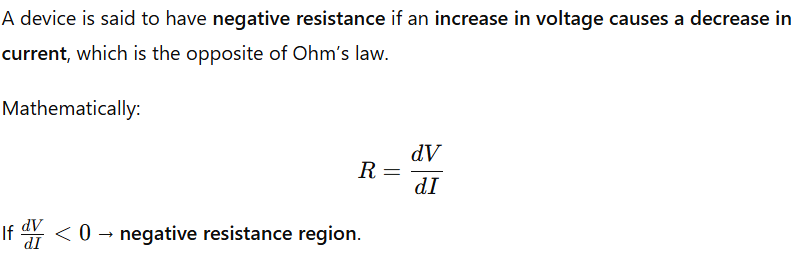 A device is said to have negative resistance if an increase in voltage causes a decrease in
current, which is the opposite of Ohm’s law.
Mathematically:
R = dV/dI
If dV/dI < 0 → negative resistance region.